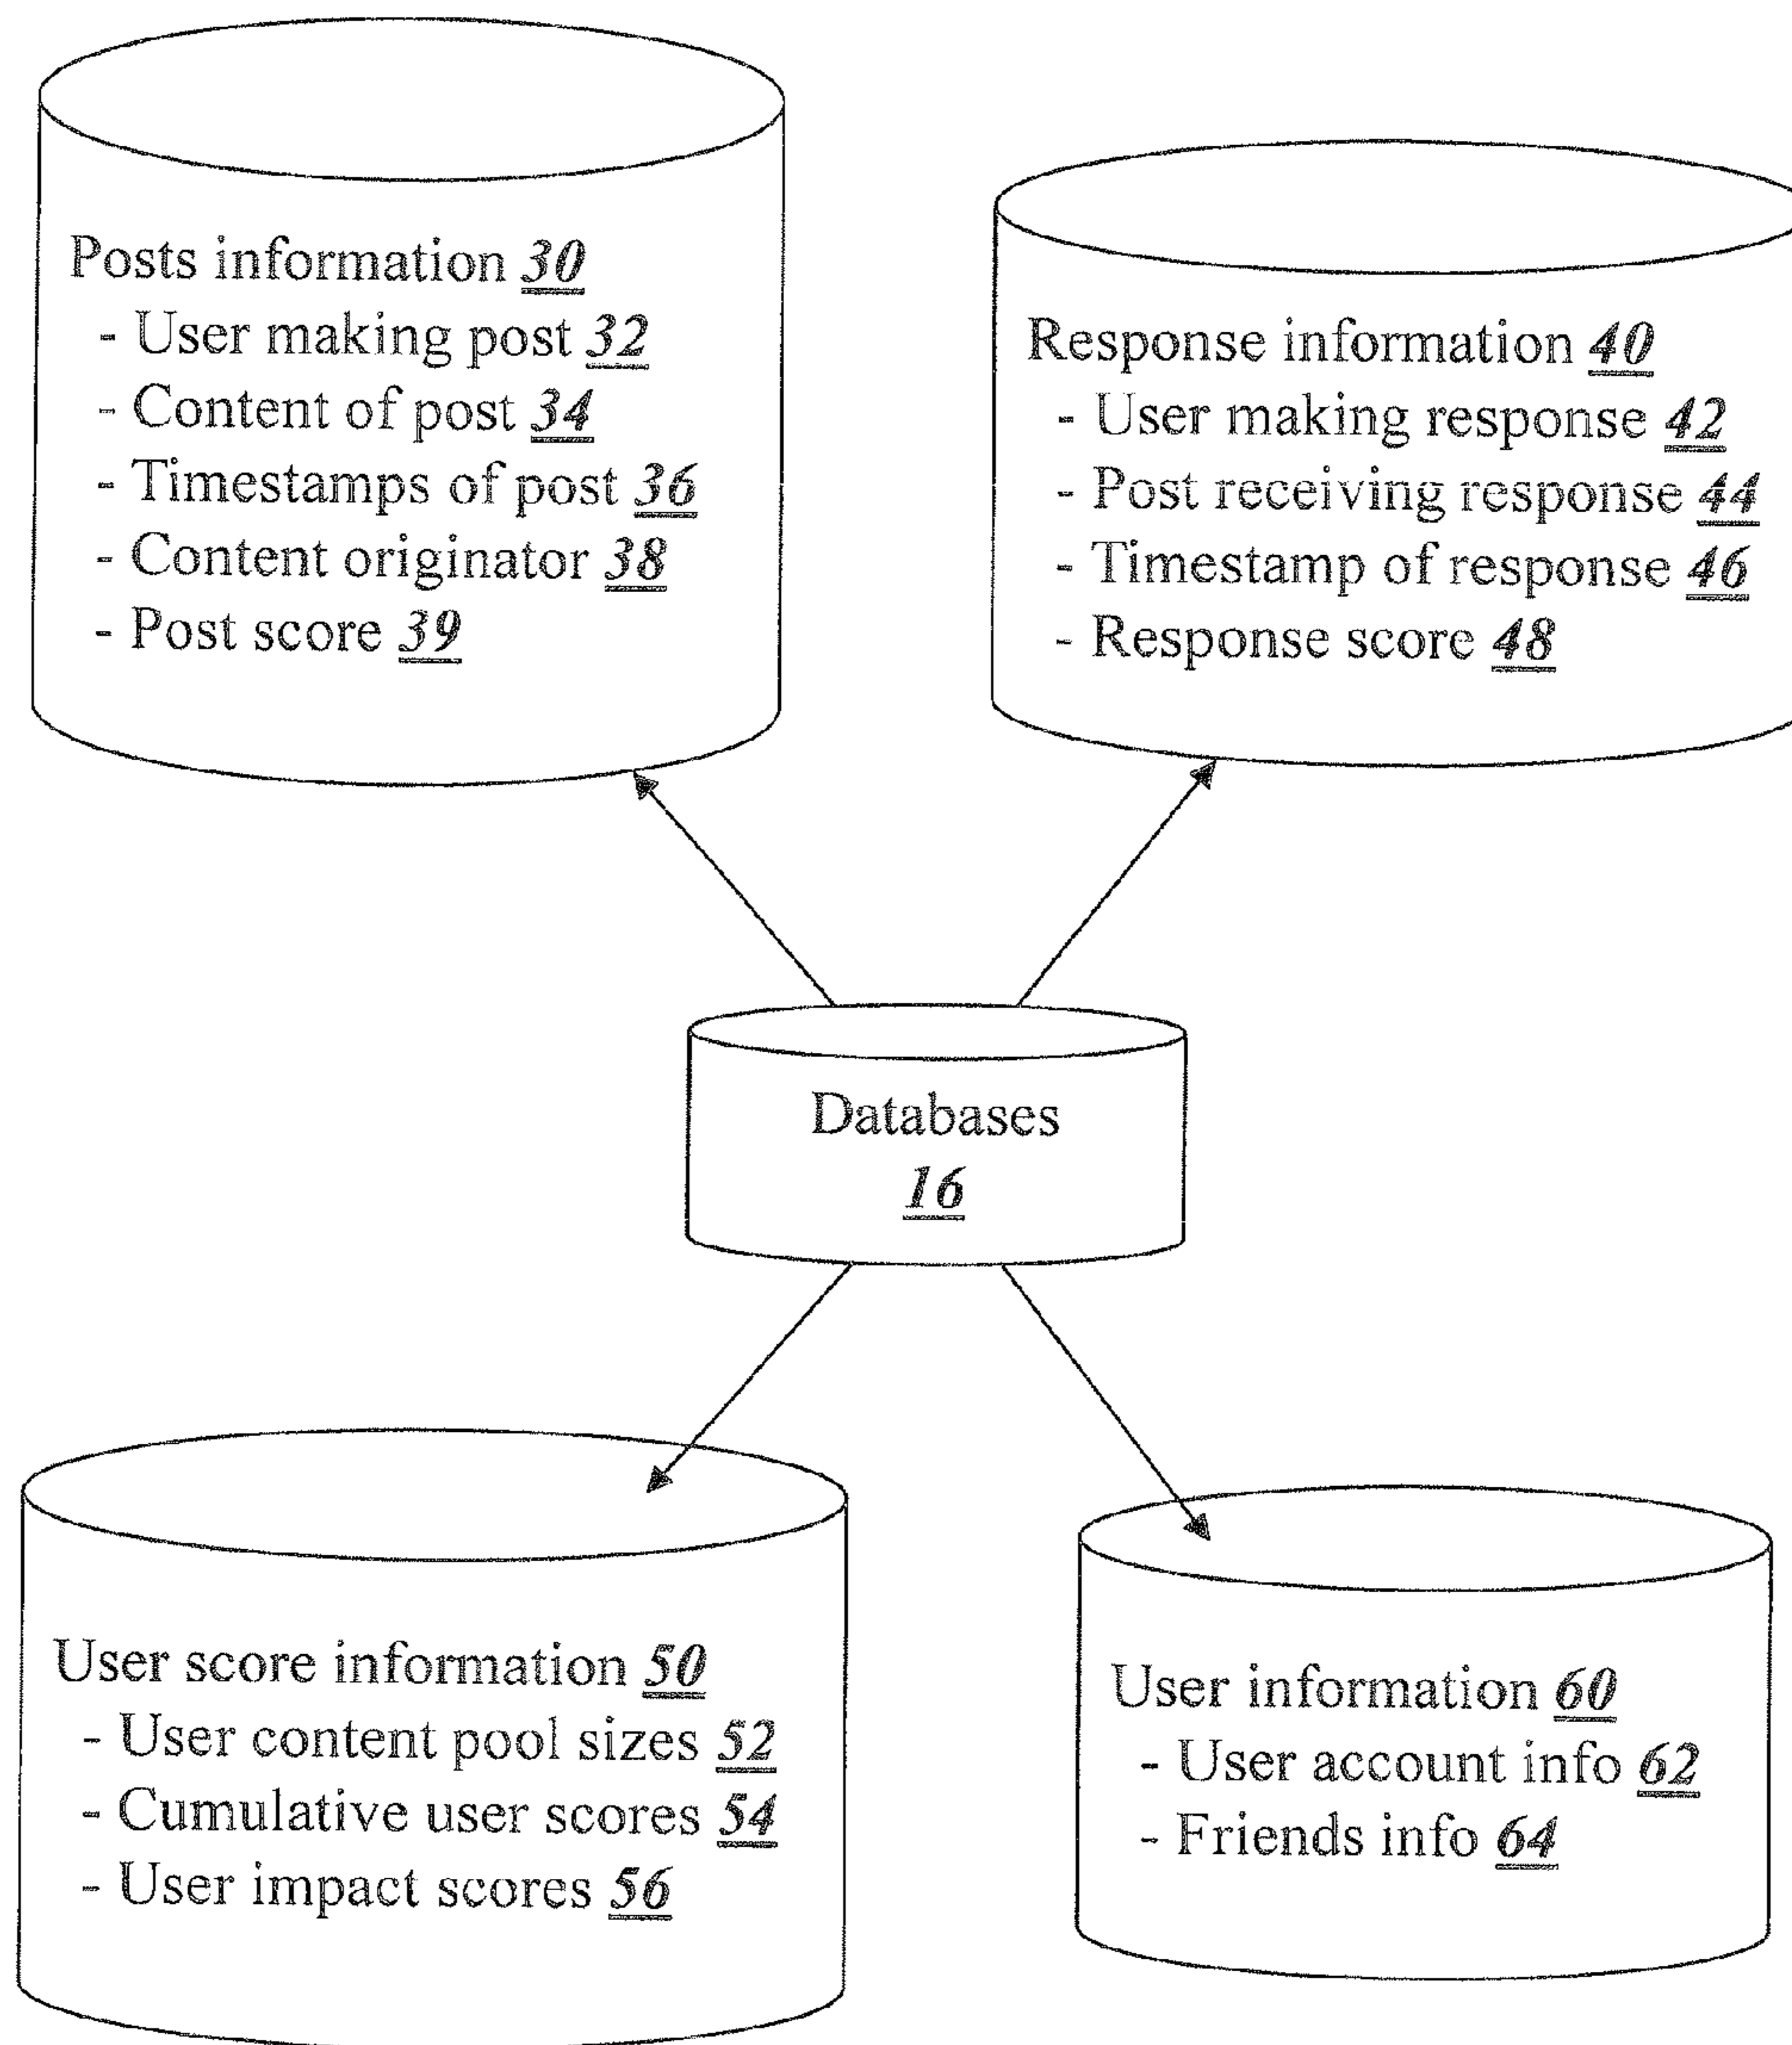 Posts information 30
- User making post 32
- Content of post 34
- Timestamps of post 36
- Content originator 38
- Post score 39
Response information 40
- User making response 42
- Post receiving response 44
- Timestamp of response 46
- Response score 48
Databases
16
User score information 50
- User content pool sizes 52
- Cumulative user scores 54
- User impact scores 56
User information 60
- User account info 62
- Friends info 64